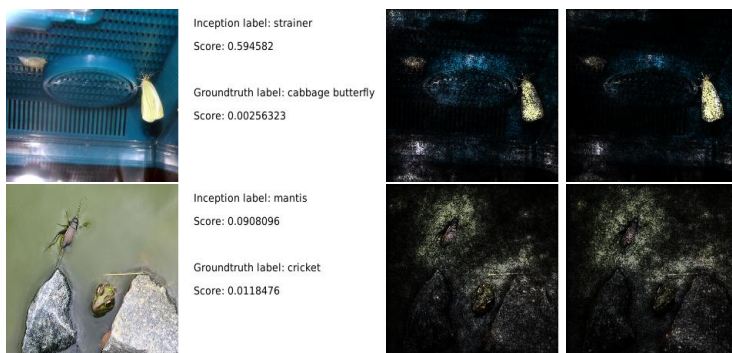 Inception label: strainer
Score: 0.594582
Groundtruth label: cabbage butterfly
Score: 0.00256323
Inception label: mantis
Score: 0.0908096
Groundtruth label: cricket
Score: 0.0118476